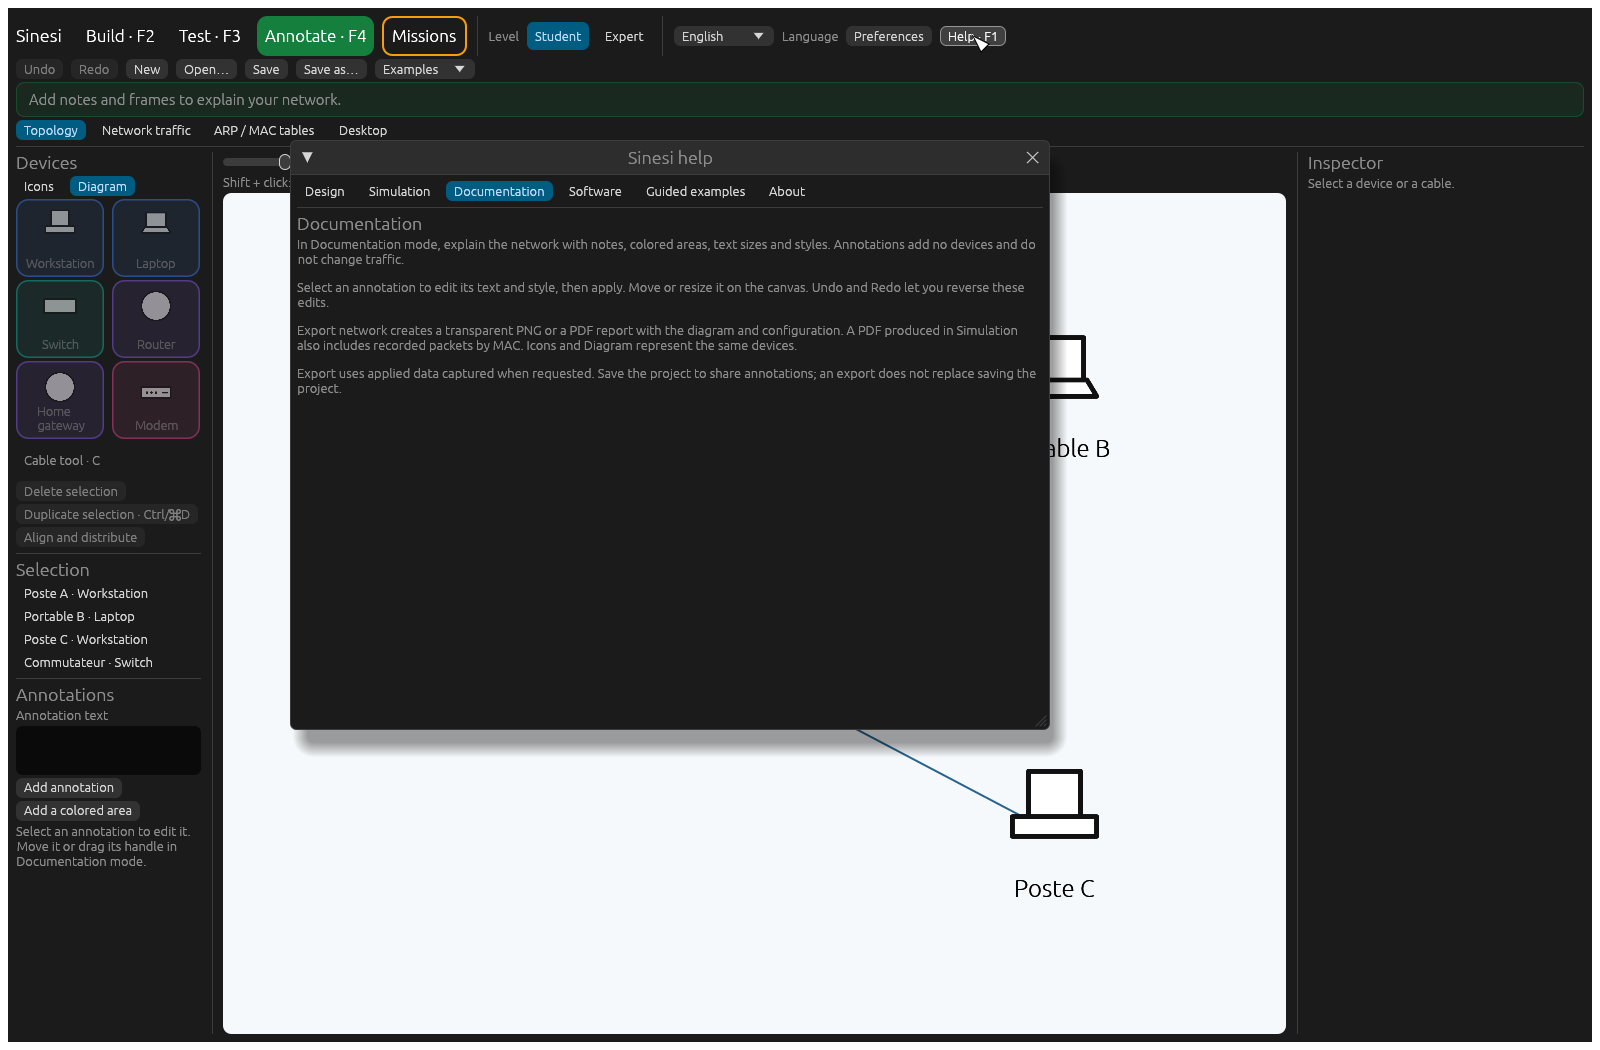 Sinesi Build · F2 Test · F3 Annotate · F4 Missions Level Student Expert English Language Preferences Help · F1
Undo Redo New Open... Save Save as... Examples
Add notes and frames to explain your network.
Topology Network traffic ARP / MAC tables Desktop
Devices
Icons Diagram
Workstation Laptop
Switch Router
Home
gateway
Modem
Cable tool · C
Delete selection
Duplicate selection · Ctrl/⌘D
Align and distribute
Selection
Poste A · Workstation
Portable B · Laptop
Poste C · Workstation
Commutateur · Switch
Annotations
Annotation text
Add annotation
Add a colored area
Select an annotation to edit it.
Move it or drag its handle in
Documentation mode.
Shift + click
Sinesi help
Design Simulation Documentation Software Guided examples About
Documentation
In Documentation mode, explain the network with notes, colored areas, text sizes and styles. Annotations add no devices and do
not change traffic.
Select an annotation to edit its text and style, then apply. Move or resize it on the canvas. Undo and Redo let you reverse these
edits.
Export network creates a transparent PNG or a PDF report with the diagram and configuration. A PDF produced in Simulation
also includes recorded packets by MAC. Icons and Diagram represent the same devices.
Export uses applied data captured when requested. Save the project to share annotations; an export does not replace saving the
project.
able B
Poste C
Inspector
Select a device or a cable.